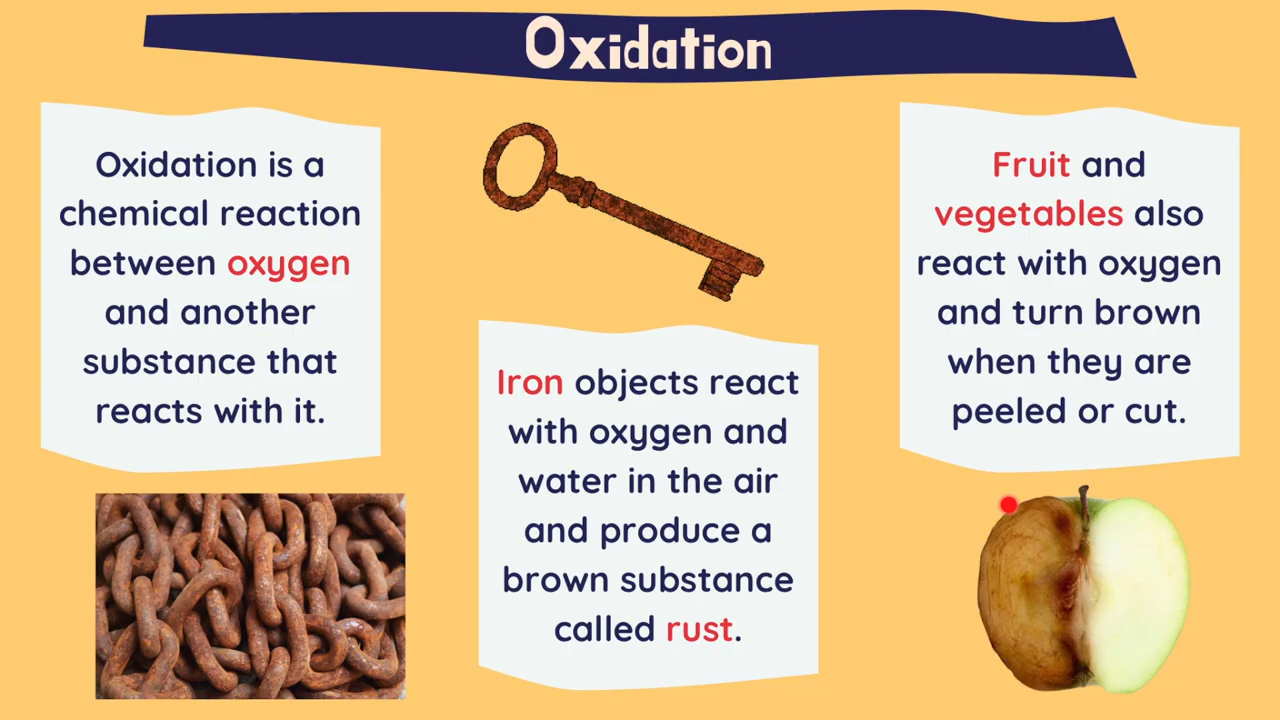 Oxidation
Oxidation is a
chemical reaction
between oxygen
and another
substance that
reacts with it.
Iron objects react
with oxygen and
water in the air
and produce a
brown substance
called rust.
Fruit and
vegetables also
react with oxygen
and turn brown
when they are
peeled or cut.